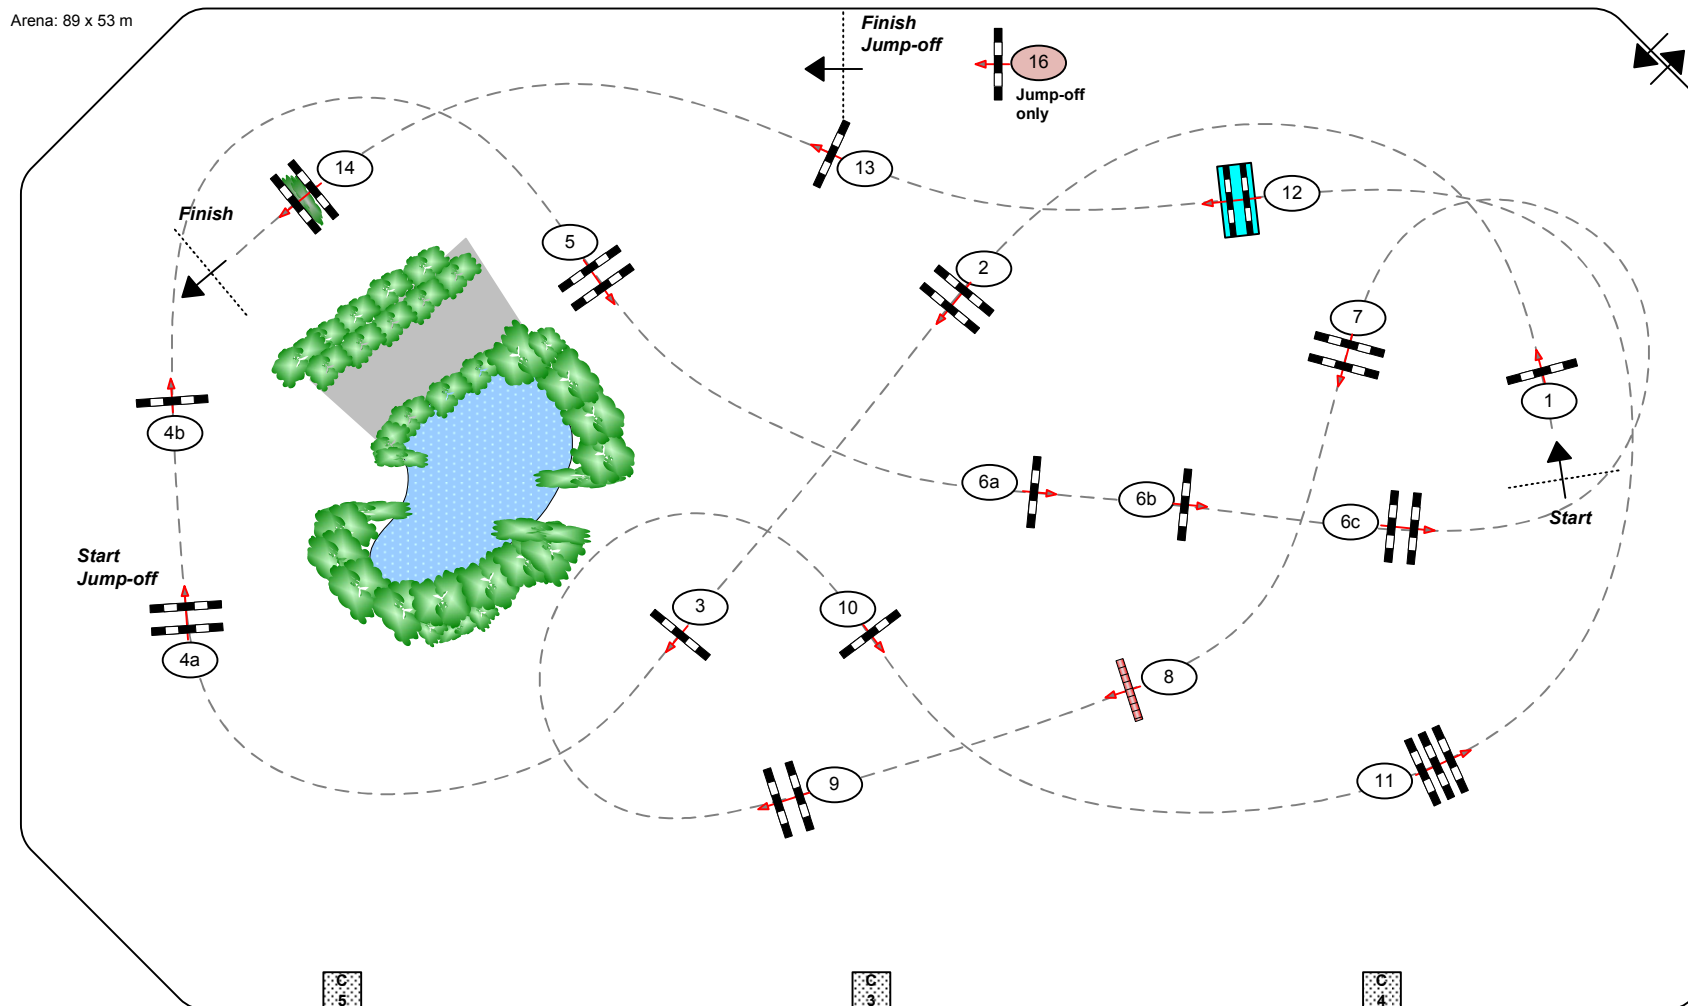 Arena: 89 x 53 m
Finish
Jump-off
16
Jump-off
only
14
13
12
Finish
5
2
7
1
4b
6a
6b
6c
Start
Start
Jump-off
3
10
4a
8
9
11
C
5
C
3
C
4